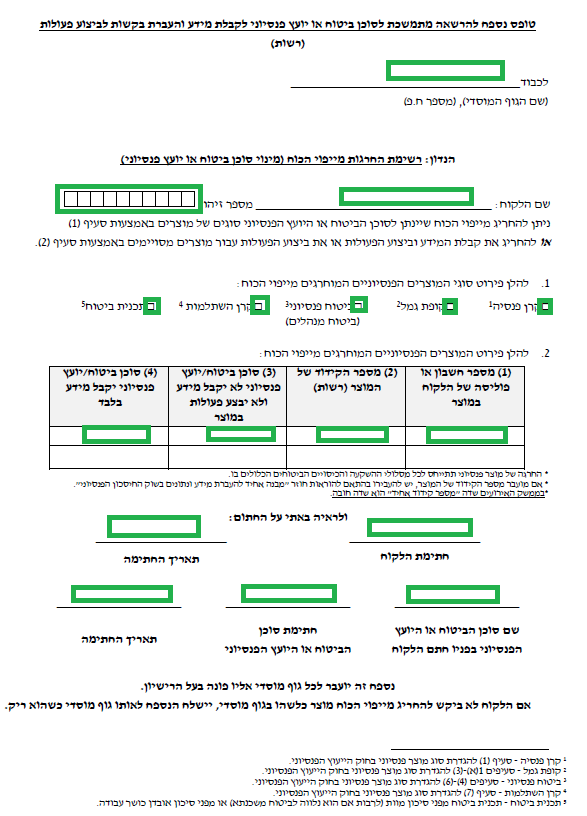 טופס נספח להרשאה מתמשכת לסוכן ביטוח או יועץ פנסיוני לקבלת מידע והעברת בקשות לביצוע פעולות
(רשות)
לכבוד
(שם הגוף המוסדי), (מספר ח.פ)
הנדון: רשימת החרגות מייפוי הכוח (מינוי סוכן ביטוח או יועץ פנסיוני)
שם הלקוח: מספר זיהוי
ניתן להחריג מייפוי הכוח שיינתן לסוכן הביטוח או היועץ הפנסיוני סוגים של מוצרים באמצעות סעיף (1)
או להחריג את קבלת המידע וביצוע הפעולות או את ביצוע הפעולות עבור מוצרים מסויימים באמצעות סעיף (2).
1. להלן פירוט סוגי המוצרים הפנסיוניים המוחרגים מייפוי הכוח:
קרן פנסיה¹ קופת גמל² ביטוח פנסיוני³ קרן השתלמות⁴ תכנית ביטוח⁵
(ביטוח מנהלים)
2. להלן פירוט המוצרים הפנסיוניים המוחרגים מייפוי הכוח:
(1) מספר חשבון או פוליסה של הלקוח במוצר
(2) מספר הקידוד של המוצר (רשות)
(3) סוכן ביטוח/יועץ פנסיוני לא יקבל מידע ולא יבצע פעולות במוצר
(4) סוכן ביטוח/יועץ פנסיוני יקבל מידע בלבד
* החרגה של מוצר פנסיוני תתייחס לכל מסלולי ההשקעה והכיסויים הביטוחים הכלולים בו.
* אם מועבר מספר הקידוד של המוצר, יש להעבירו בהתאם להוראות חוזר "מבנה אחיד להעברת מידע ונתונים בשוק החיסכון הפנסיוני".
*בממשק האירועים שדה "מספר קידוד אחיד" הוא שדה חובה.
ולראיה באתי על החתום:
חתימת הלקוח תאריך החתימה
שם סוכן הביטוח או היועץ הפנסיוני בפניו חתם הלקוח
חתימת סוכן הביטוח או היועץ הפנסיוני
תאריך החתימה
נספח זה יועבר לכל גוף מוסדי אליו פונה בעל הרישיון.
אם הלקוח לא ביקש להחריג מייפוי הכוח מוצר כלשהו בגוף מוסדי, יישלח הנספח לאותו גוף מוסדי כשהוא ריק.
¹ קרן פנסיה - סעיף (1) להגדרת סוג מוצר פנסיוני בחוק הייעוץ הפנסיוני.
² קופת גמל - סעיפים 1(א)-(3) להגדרת סוג מוצר פנסיוני בחוק הייעוץ הפנסיוני.
³ ביטוח פנסיוני - סעיפים (4)-(6) להגדרת סוג מוצר פנסיוני בחוק הייעוץ הפנסיוני.
⁴ קרן השתלמות - סעיף (7) להגדרת סוג מוצר פנסיוני בחוק הייעוץ הפנסיוני.
⁵ תכנית ביטוח - תכנית ביטוח מפני סיכון מוות (לרבות אם הוא נלווה לביטוח משכנתא) או מפני סיכון אובדן כושר עבודה.